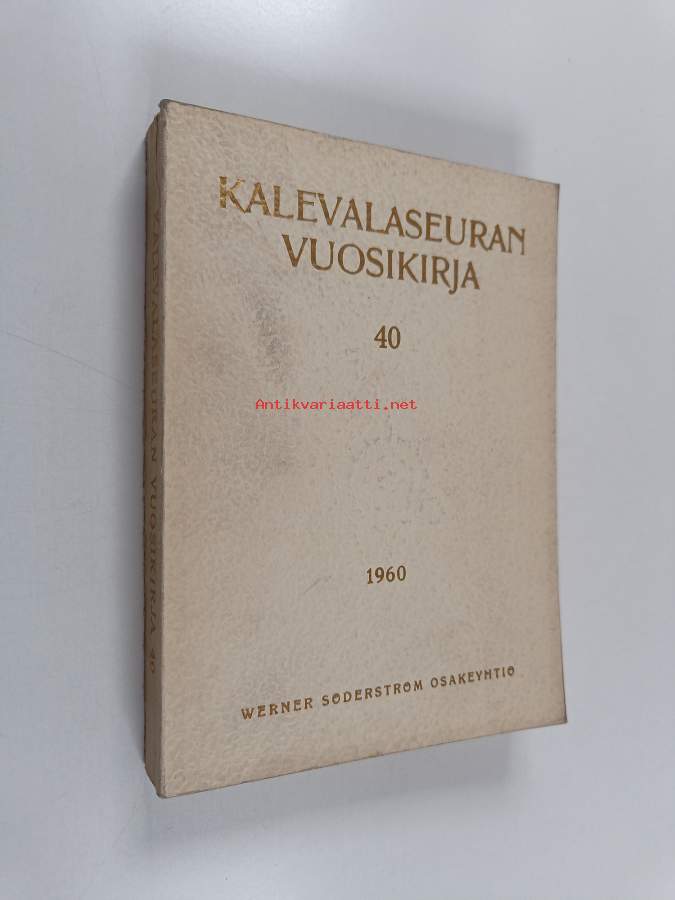 KALEVALASEURAN
VUOSIKIRJA
40
Antikvariaatti.net
1960
WERNER SÖDERSTRÖM OSAKEYHTIÖ
KALEVALASEURAN VUOSIKIRJA 40